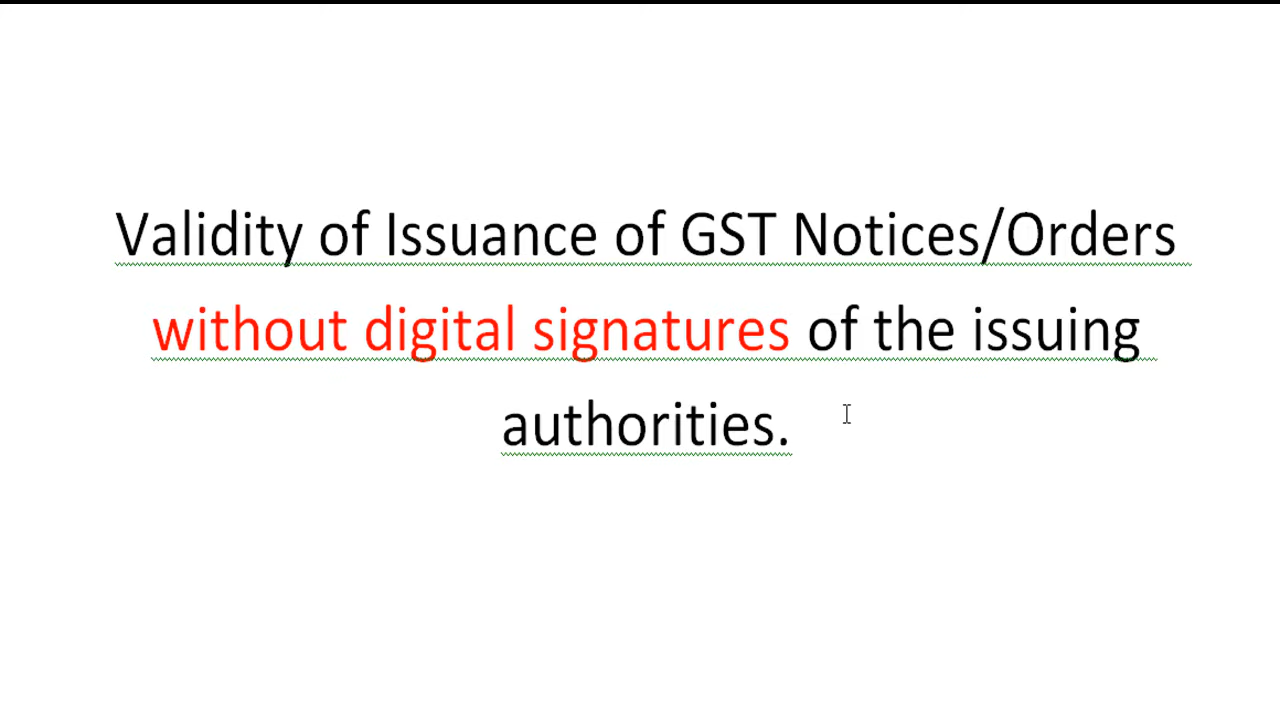 Validity of Issuance of GST Notices/Orders
without digital signatures of the issuing
authorities.